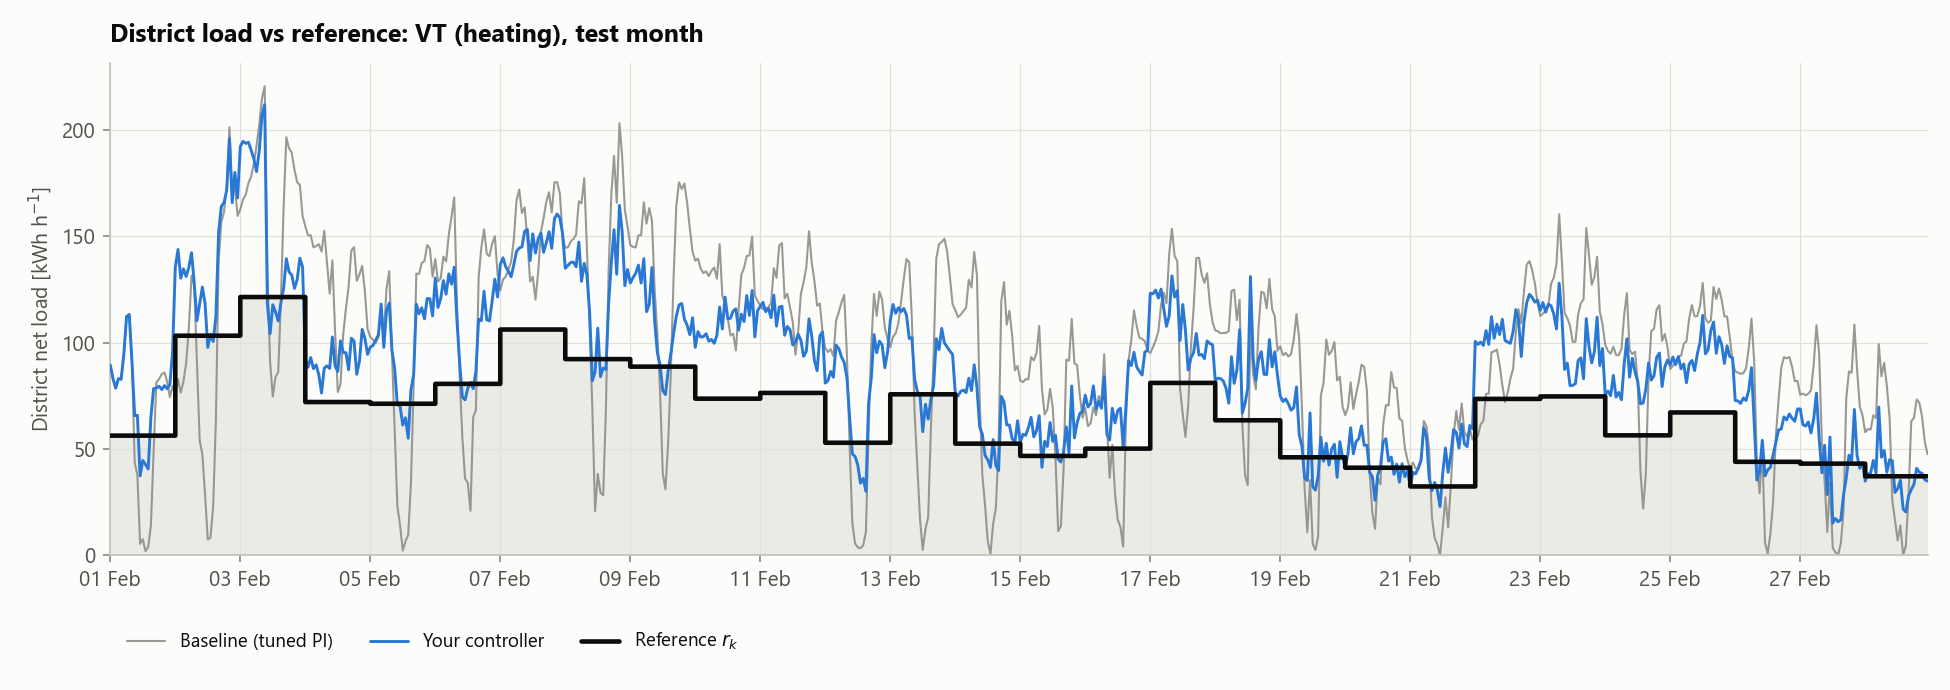 District load vs reference: VT (heating), test month
District net load [kWh h⁻¹]
200
150
100
50
0
01 Feb 03 Feb 05 Feb 07 Feb 09 Feb 11 Feb 13 Feb 15 Feb 17 Feb 19 Feb 21 Feb 23 Feb 25 Feb 27 Feb
Baseline (tuned PI) Your controller Reference rₖ